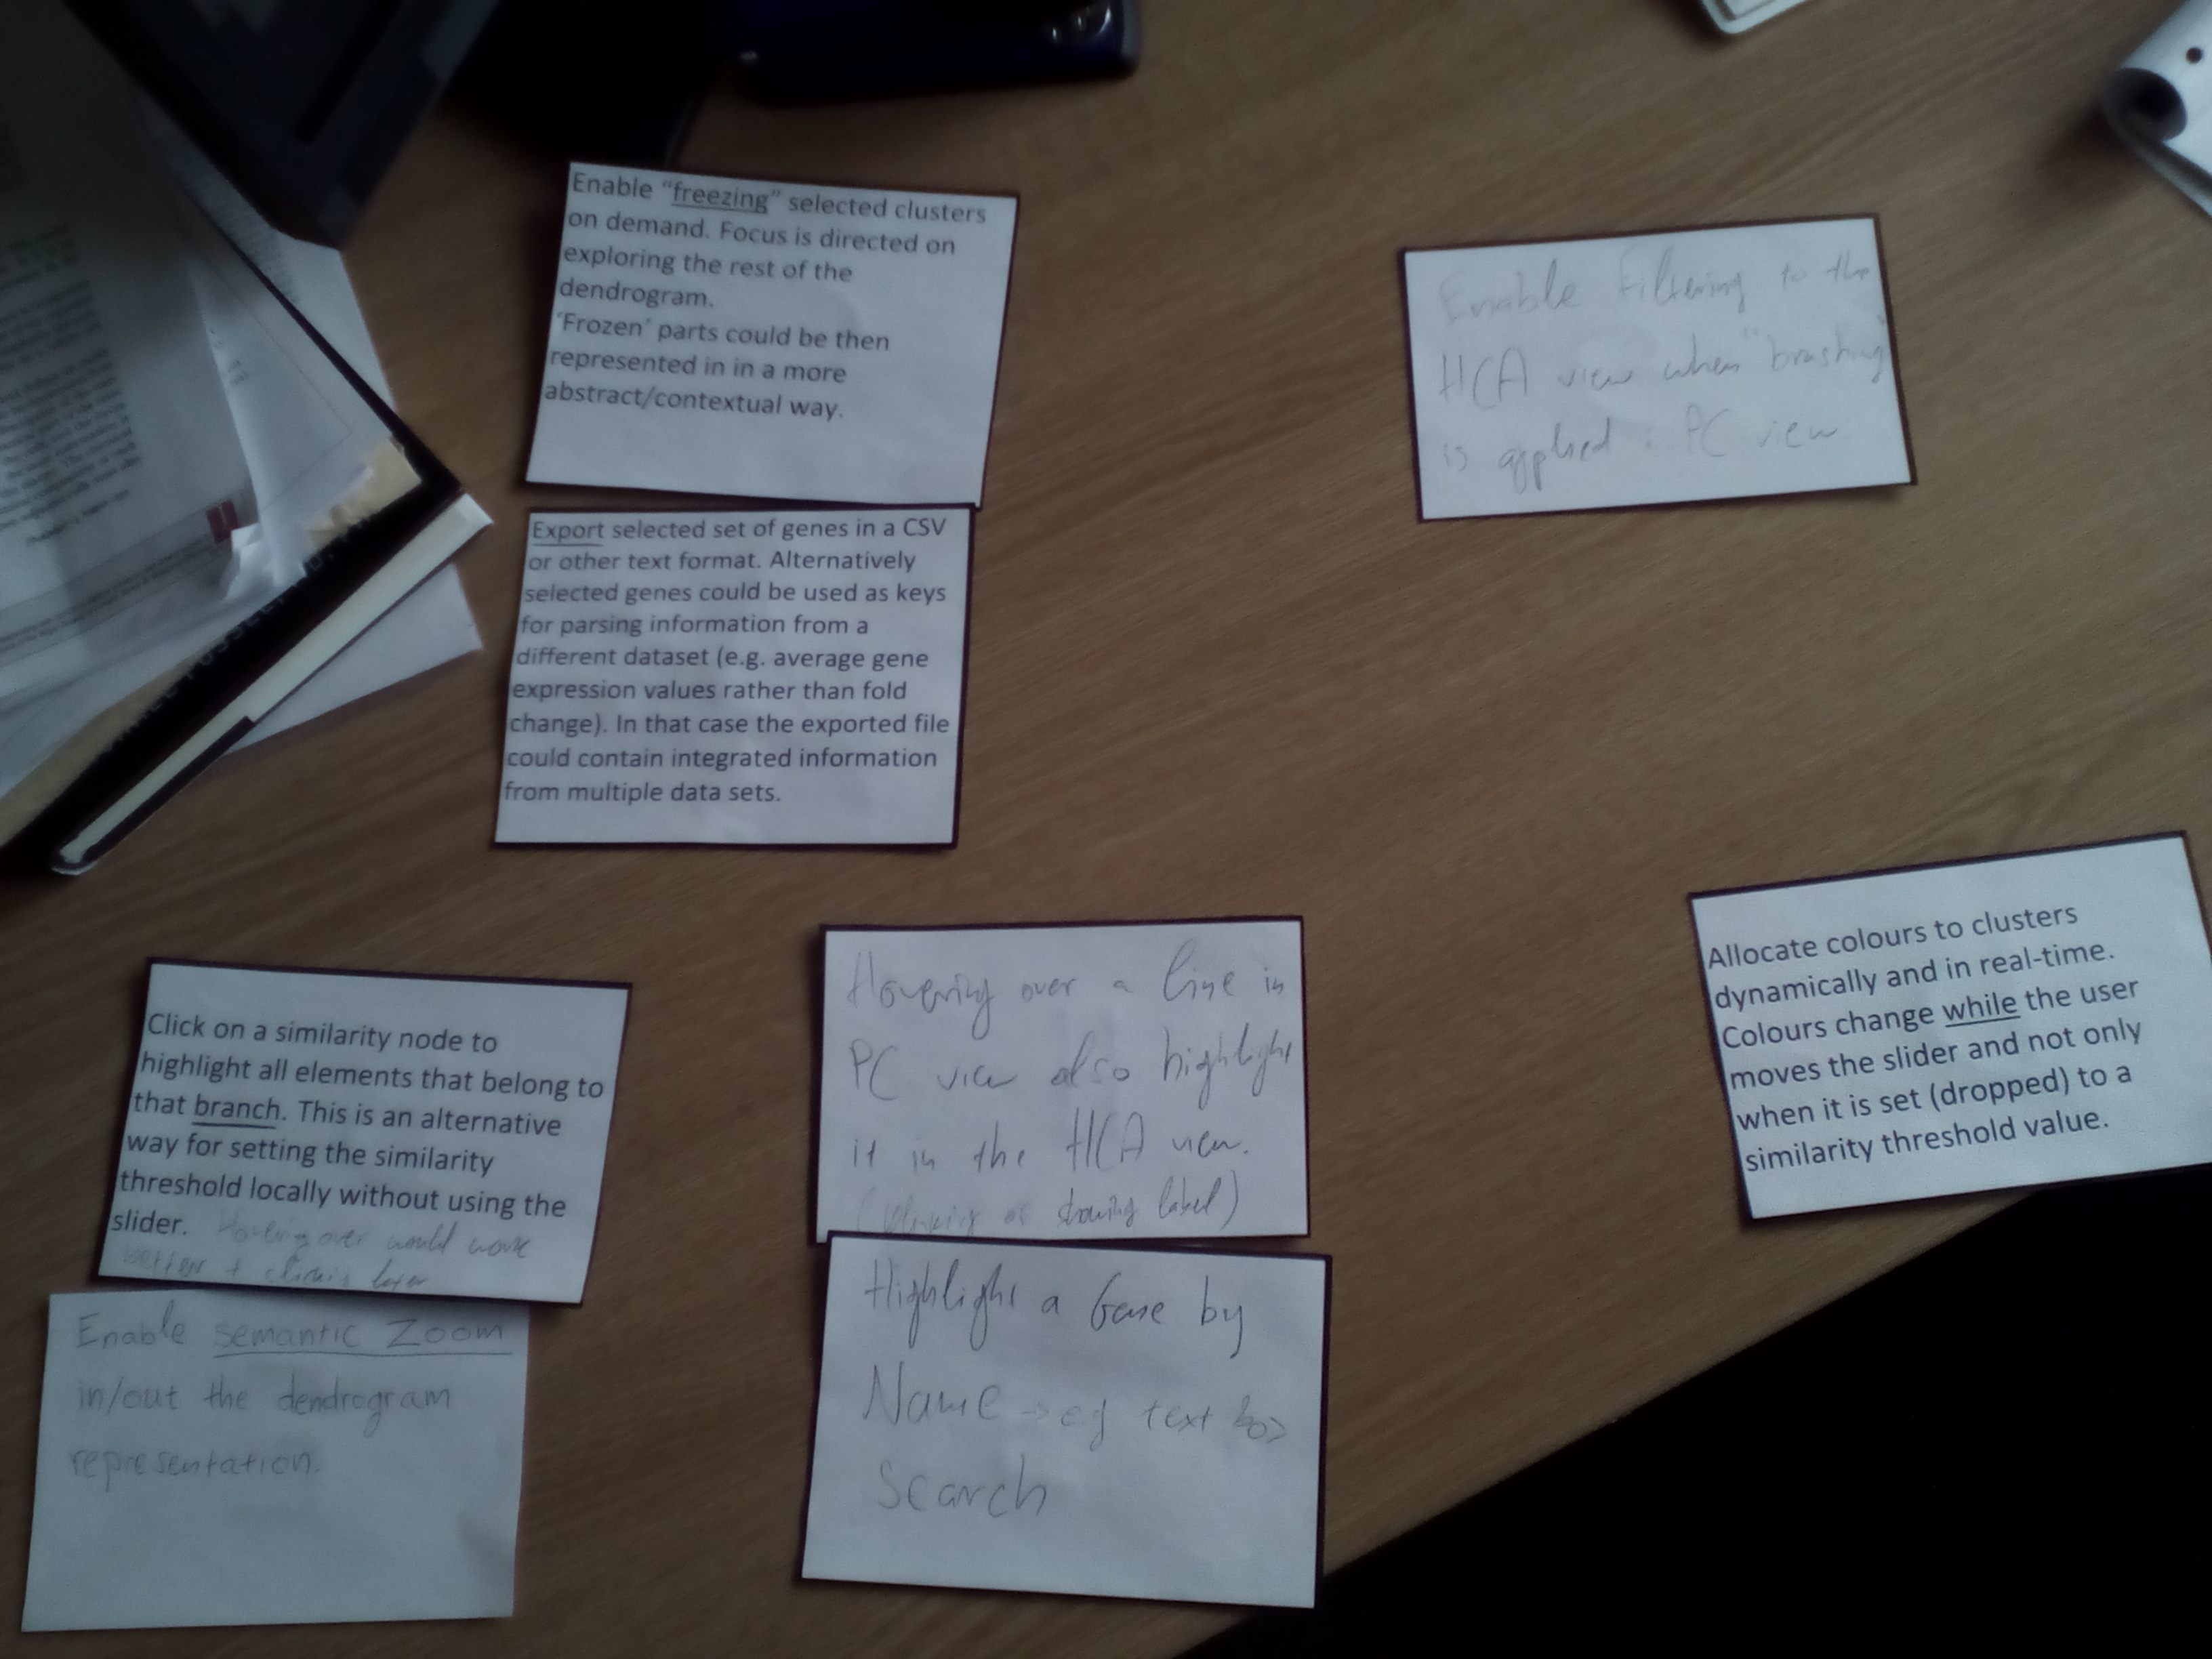 Enable “freezing” selected clusters
on demand. Focus is directed on
exploring the rest of the
dendrogram.
‘Frozen’ parts could be then
represented in in a more
abstract/contextual way.
Enable Filtering to the
HCA view when "brushing"
is applied : PC view
Export selected set of genes in a CSV
or other text format. Alternatively
selected genes could be used as keys
for parsing information from a
different dataset (e.g. average gene
expression values rather than fold
change). In that case the exported file
could contain integrated information
from multiple data sets.
Click on a similarity node to
highlight all elements that belong to
that branch. This is an alternative
way for setting the similarity
threshold locally without using the
slider. Hovering over would work
better +
Enable semantic Zoom
in/out the dendrogram
representation.
Hovering over a line in
PC view also highlight
it in the HCA view.
(blinking or showing label)
Highlight a Gene by
Name -> eg text box
Search
Allocate colours to clusters
dynamically and in real-time.
Colours change while the user
moves the slider and not only
when it is set (dropped) to a
similarity threshold value.